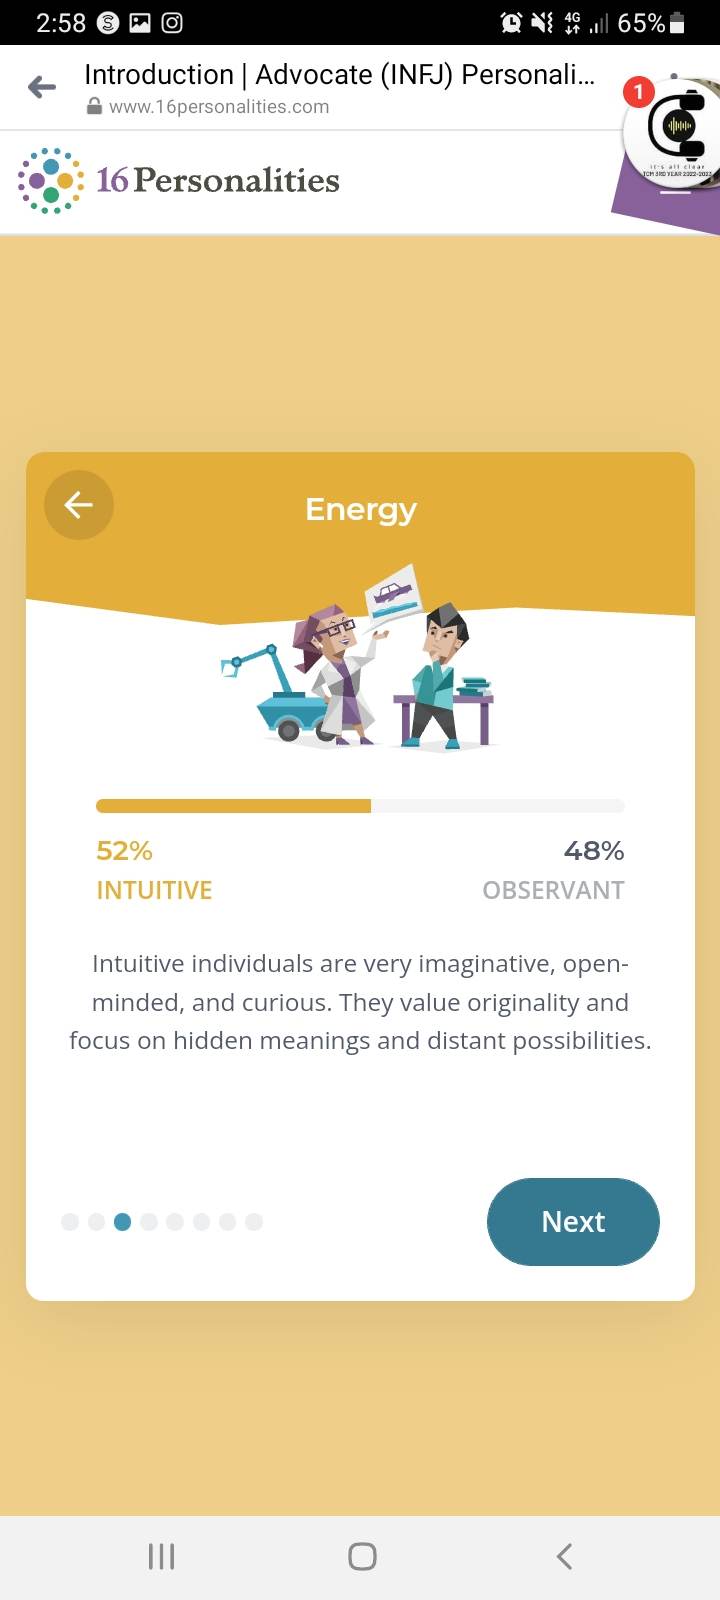 2:58
4G
65%
Introduction | Advocate (INFJ) Personali...
www.16personalities.com
1
it's all clear
TCM 3RD YEAR 2022-2023
16Personalities
Energy
52%
48%
INTUITIVE
OBSERVANT
Intuitive individuals are very imaginative, open-
minded, and curious. They value originality and
focus on hidden meanings and distant possibilities.
Next